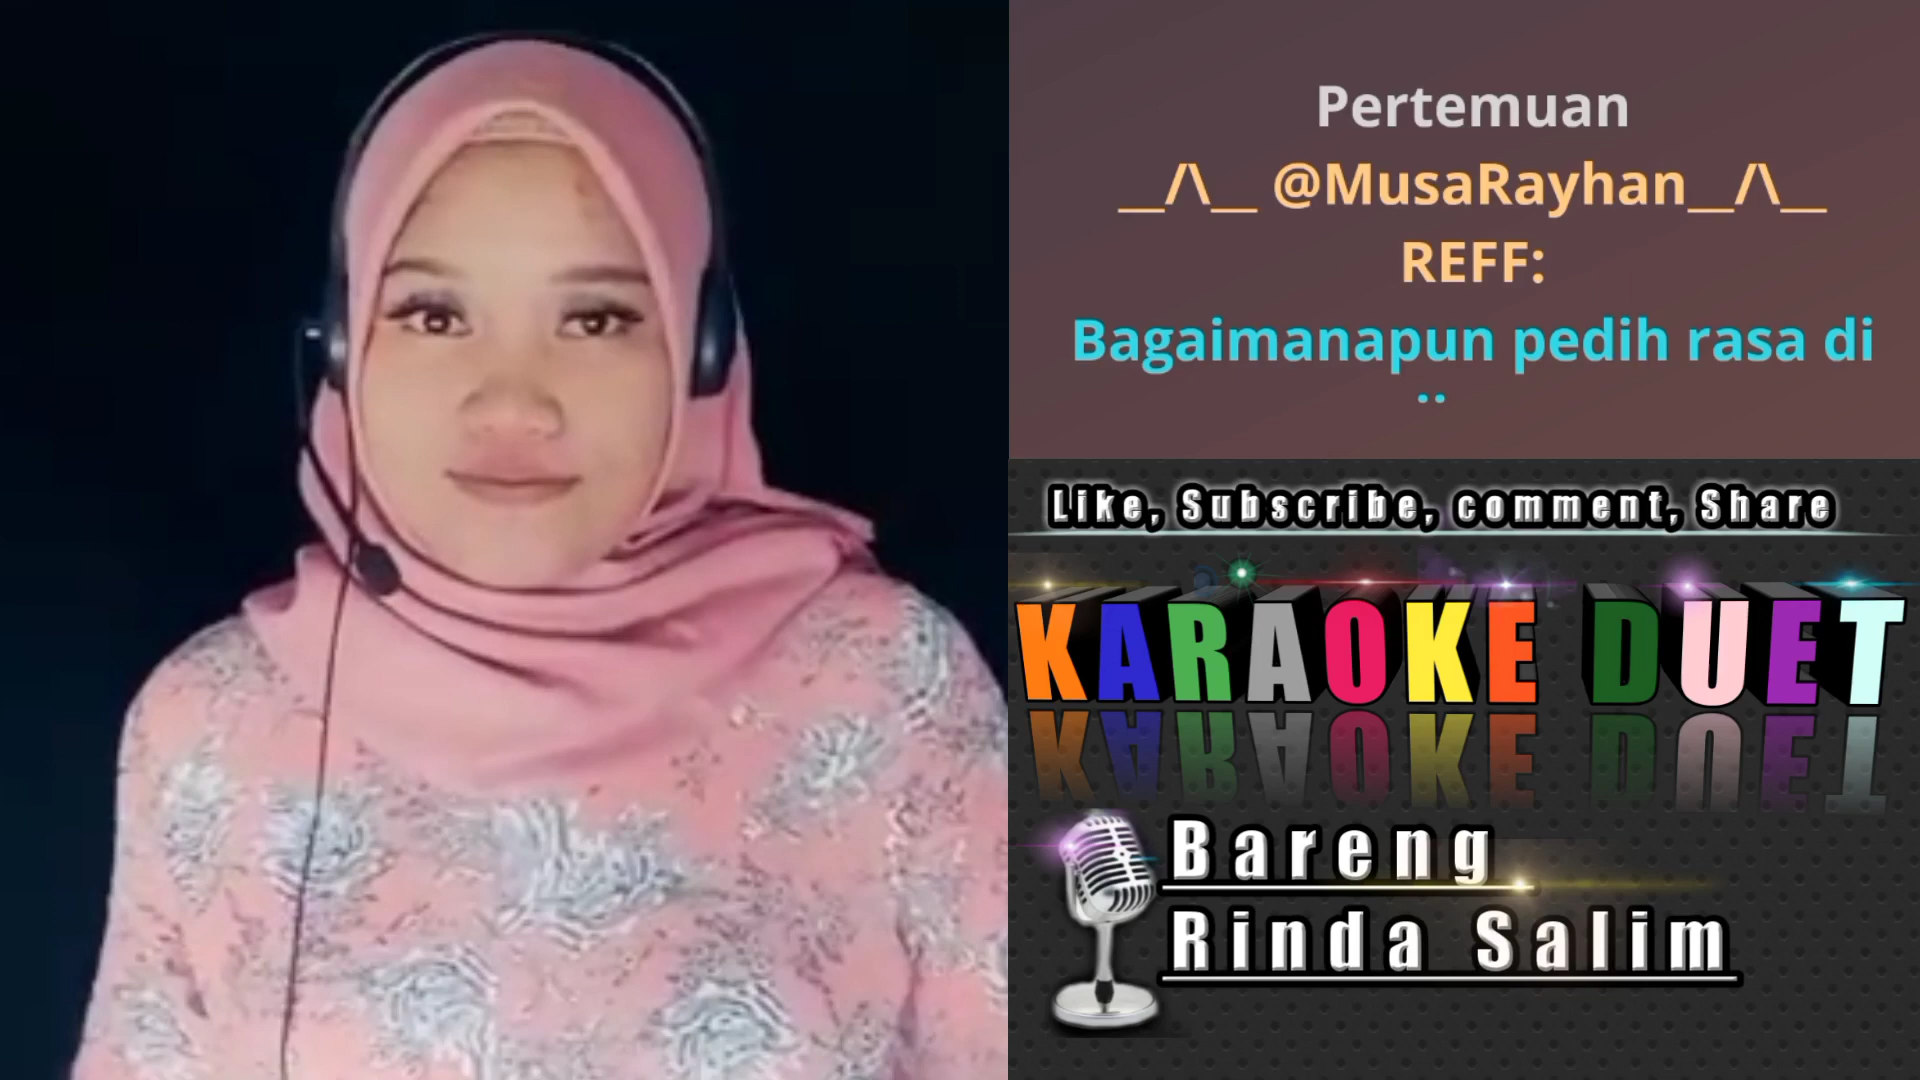 Pertemuan
__/\__ @MusaRayhan__/\__
REFF:
Bagaimanapun pedih rasa di
Like, Subscribe, comment, Share
KARAOKE DUET
Bareng
Rinda Salim